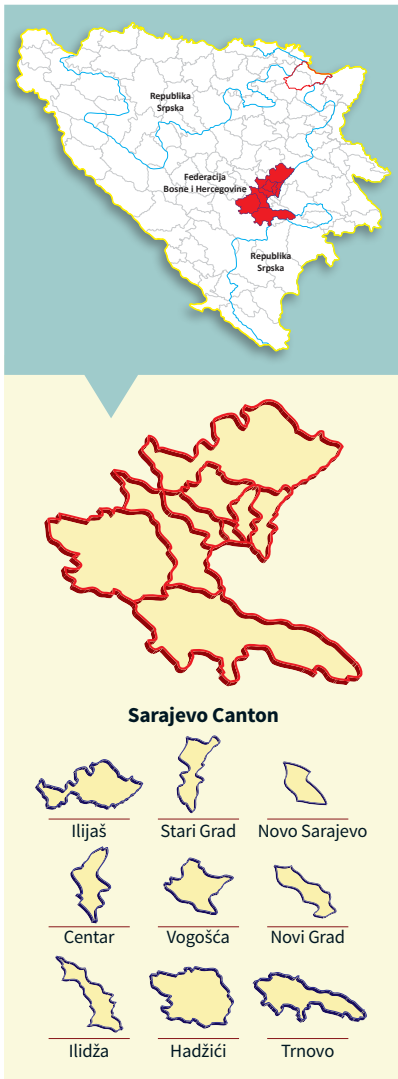 Republika
Srpska
Federacija
Bosne i Hercegovine
Republika
Srpska
Sarajevo Canton
Ilijaš
Stari Grad
Novo Sarajevo
Centar
Vogošća
Novi Grad
Ilidža
Hadžići
Trnovo